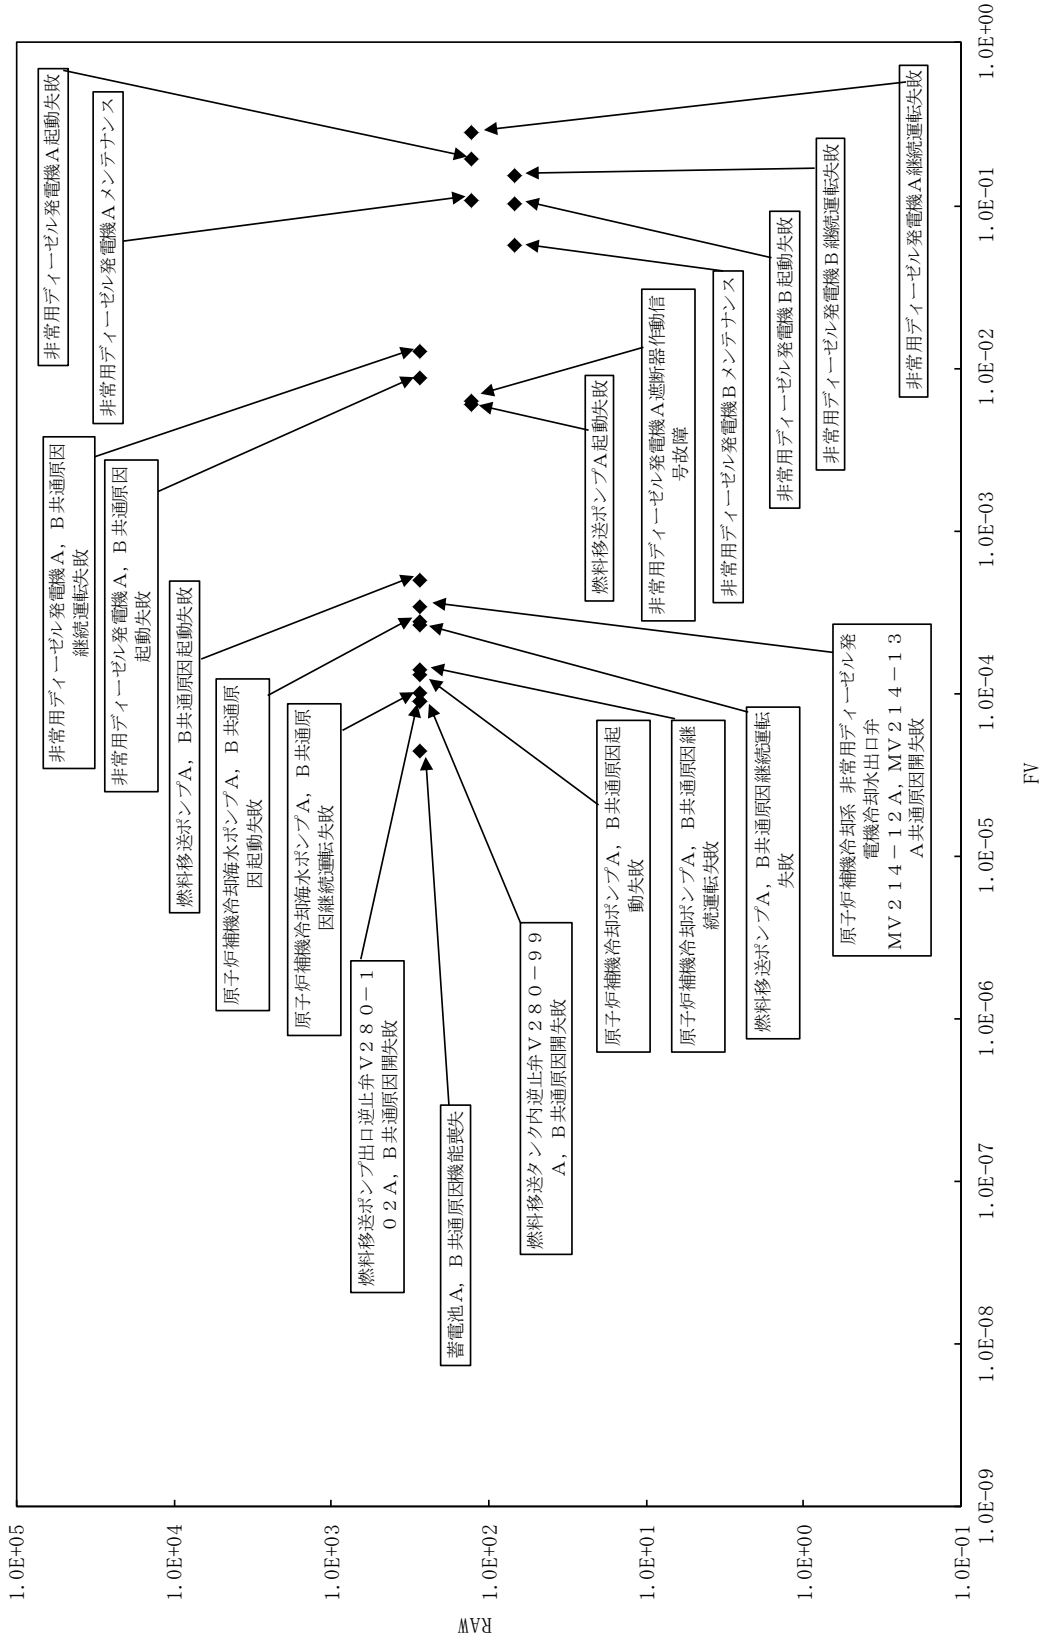 1.0E+05
1.0E+04
1.0E+03
1.0E+02
1.0E+01
1.0E+00
1.0E-01
RAW
1.0E-09
1.0E-08
1.0E-07
1.0E-06
1.0E-05
1.0E-04
1.0E-03
1.0E-02
1.0E-01
1.0E+00
FV
非常用ディーゼル発電機A起動失敗
非常用ディーゼル発電機Aメンテナンス
非常用ディーゼル発電機A，B共通原因
継続運転失敗
非常用ディーゼル発電機A，B共通原因
起動失敗
燃料移送ポンプA，B共通原因起動失敗
原子炉補機冷却海水ポンプA，B共通原
因起動失敗
原子炉補機冷却海水ポンプA，B共通原
因継続運転失敗
燃料移送ポンプ出口逆止弁V280－1
02A，B共通原因開失敗
蓄電池A，B共通原因機能喪失
燃料移送タンク内逆止弁V280－99
A，B共通原因開失敗
燃料移送ポンプA起動失敗
非常用ディーゼル発電機A遮断器作動信
号故障
非常用ディーゼル発電機Bメンテナンス
非常用ディーゼル発電機B起動失敗
非常用ディーゼル発電機B継続運転失敗
非常用ディーゼル発電機A継続運転失敗
原子炉補機冷却ポンプA，B共通原因起
動失敗
原子炉補機冷却ポンプA，B共通原因継
続運転失敗
燃料移送ポンプA，B共通原因継続運転
失敗
原子炉補機冷却系 非常用ディーゼル発
電機冷却水出口弁
MV214－12A，MV214－13
A共通原因開失敗